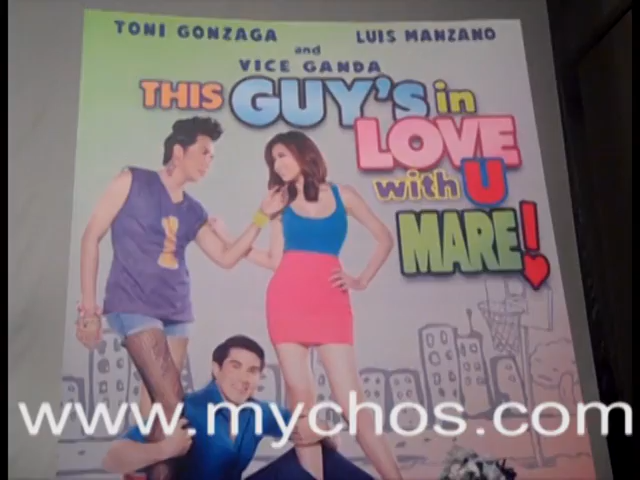 TONI GONZAGA
LUIS MANZANO
and
VICE GANDA
THIS GUY'S in
LOVE
with U
MARE!
www.mychos.com